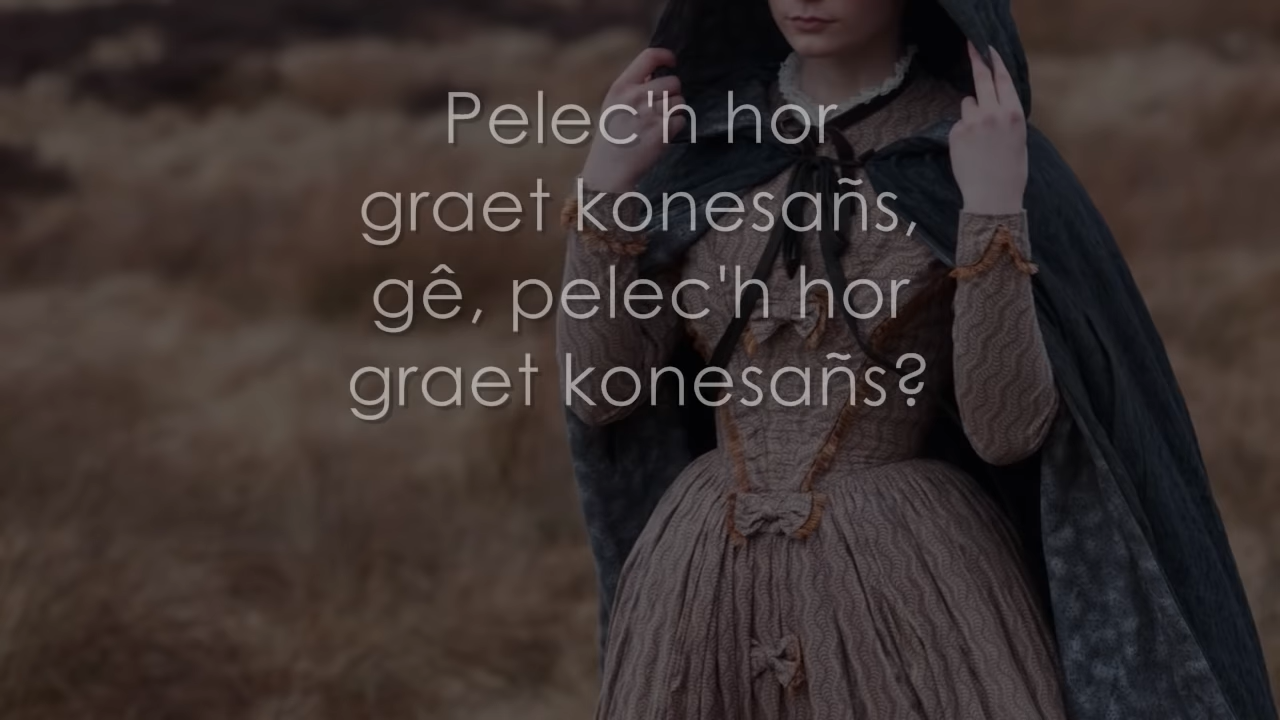 Pelec'h hor
graet konesañs,
gê, pelec'h hor
graet konesañs?